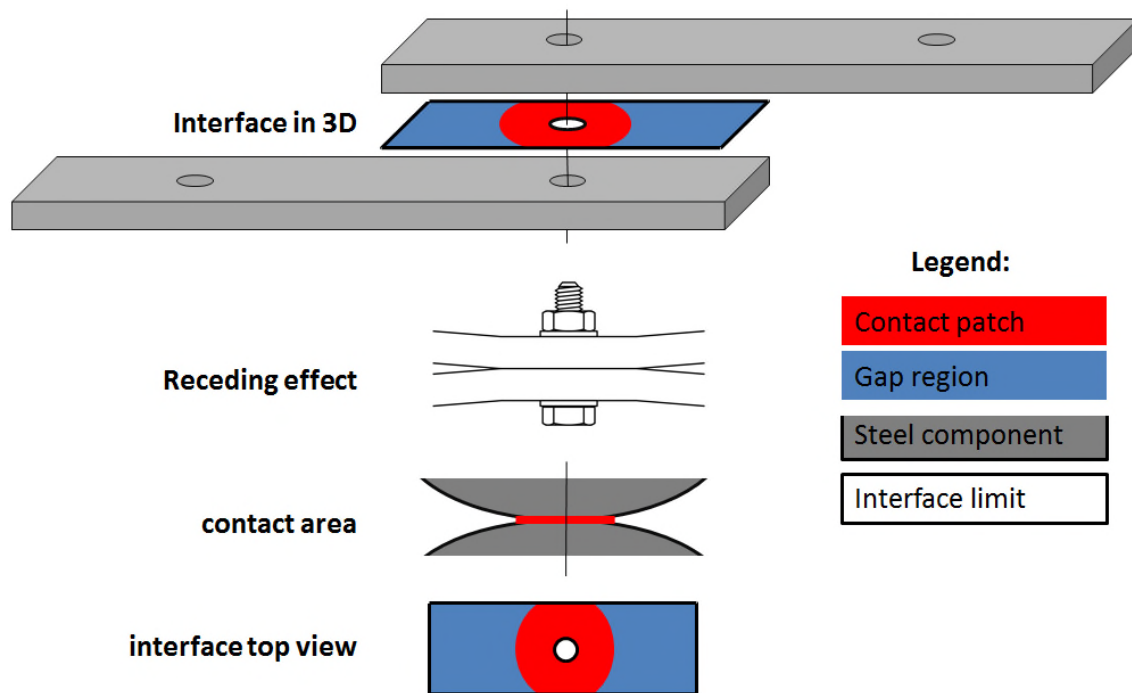 Interface in 3D
Receding effect
contact area
interface top view
Legend:
Contact patch
Gap region
Steel component
Interface limit